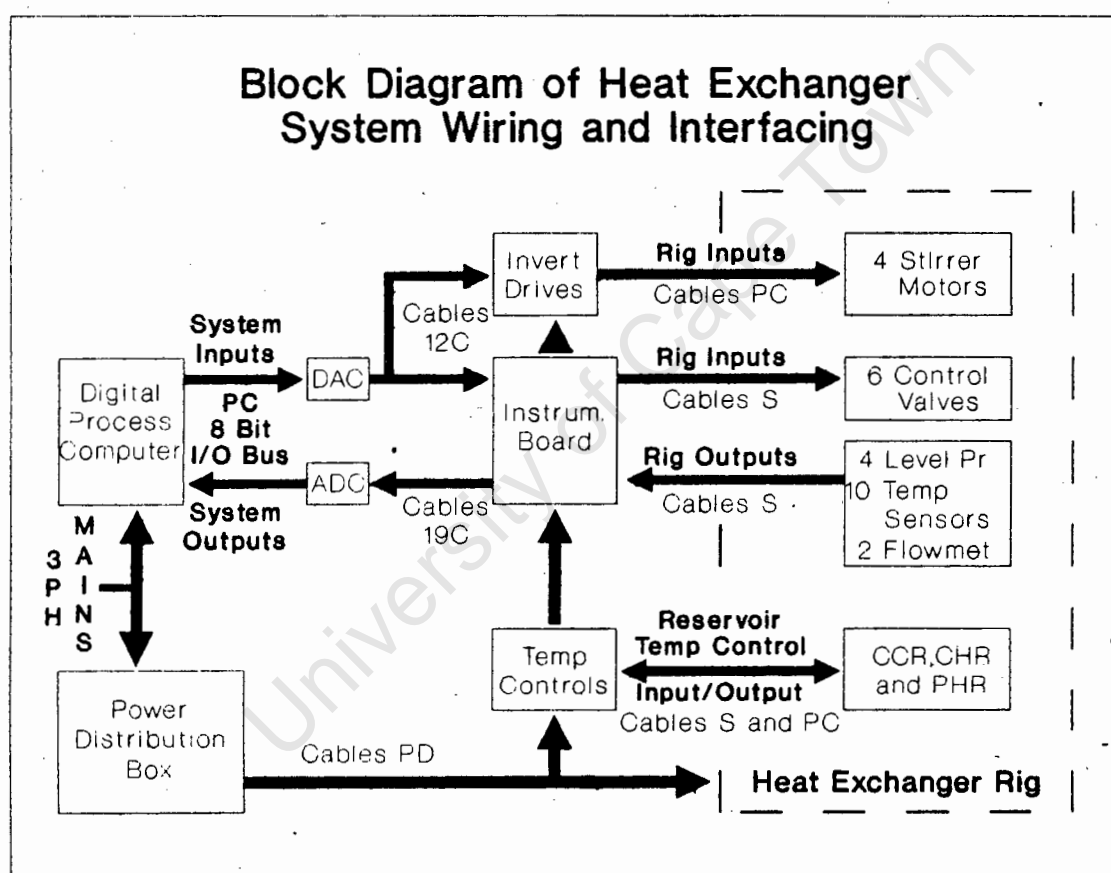 Block Diagram of Heat Exchanger
System Wiring and Interfacing
Invert
Drives
Rig Inputs
Cables PC
4 Stirrer
Motors
Cables
12C
System
Inputs
DAC
Digital
Process
Computer
PC
8 Bit
I/O Bus
Instrum.
Board
Rig Inputs
Cables S
6 Control
Valves
ADC
Cables
19C
System
Outputs
Rig Outputs
Cables S
4 Level Pr
10 Temp
Sensors
2 Flowmet
3PH
MAINS
Temp
Controls
Reservoir
Temp Control
Input/Output
Cables S and PC
CCR,CHR
and PHR
Power
Distribution
Box
Cables PD
Heat Exchanger Rig
University of Cape Town